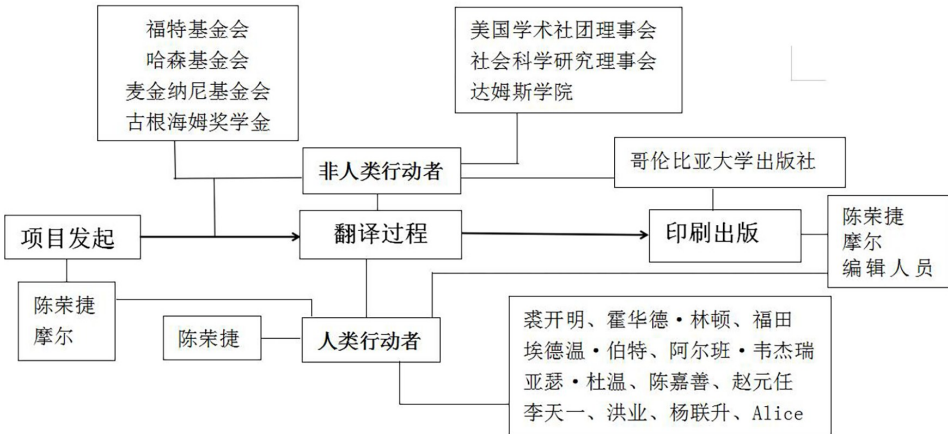 福特基金会
哈森基金会
麦金纳尼基金会
古根海姆奖学金
美国学术社团理事会
社会科学研究理事会
达姆斯学院
非人类行动者
哥伦比亚大学出版社
项目发起
翻译过程
印刷出版
陈荣捷
摩尔
编辑人员
陈荣捷
摩尔
陈荣捷
人类行动者
裘开明、霍华德·林顿、福田
埃德温·伯特、阿尔班·韦杰瑞
亚瑟·杜温、陈嘉善、赵元任
李天一、洪业、杨联升、Alice